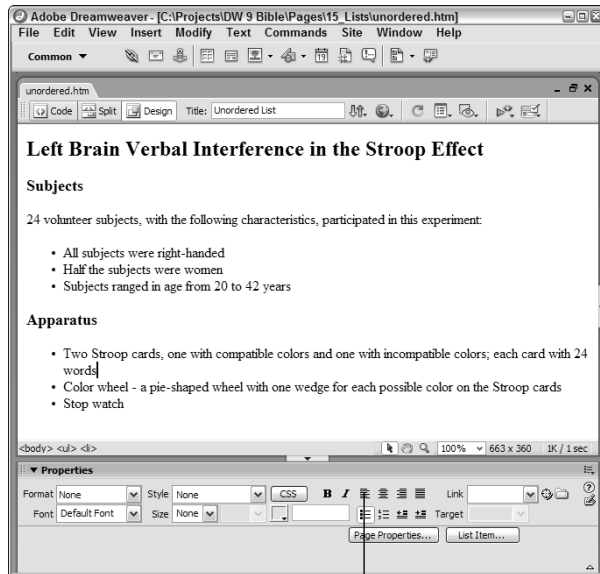 Adobe Dreamweaver - [C:\Projects\DW 9 Bible\Pages\15_Lists\unordered.htm]
File Edit View Insert Modify Text Commands Site Window Help
Common
unordered.htm
Code Split Design Title: Unordered List
Left Brain Verbal Interference in the Stroop Effect
Subjects
24 volunteer subjects, with the following characteristics, participated in this experiment:
• All subjects were right-handed
• Half the subjects were women
• Subjects ranged in age from 20 to 42 years
Apparatus
• Two Stroop cards, one with compatible colors and one with incompatible colors; each card with 24
words
• Color wheel - a pie-shaped wheel with one wedge for each possible color on the Stroop cards
• Stop watch
<body> <ul> <li> 100% 663 x 360 1K / 1 sec
Properties
Format None Style None CSS B I Link
Font Default Font Size None Target
Page Properties... List Item...